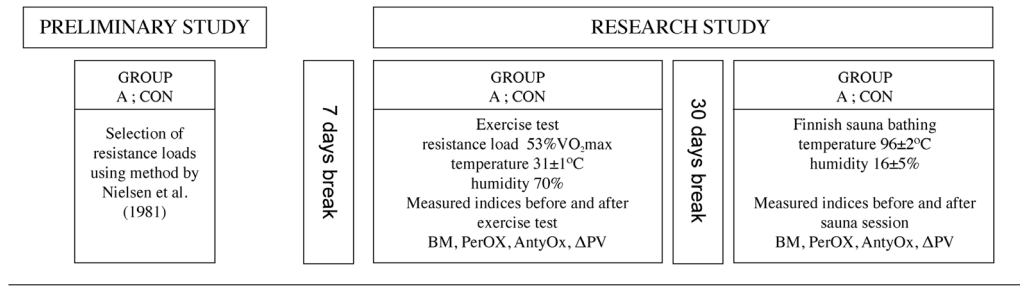 PRELIMINARY STUDY
GROUP
A ; CON
Selection of
resistance loads
using method by
Nielsen et al.
(1981)
7 days break
RESEARCH STUDY
GROUP
A ; CON
Exercise test
resistance load 53%VO₂max
temperature 31±1ºC
humidity 70%
Measured indices before and after
exercise test
BM, PerOX, AntyOx, ΔPV
30 days break
GROUP
A ; CON
Finnish sauna bathing
temperature 96±2ºC
humidity 16±5%
Measured indices before and after
sauna session
BM, PerOX, AntyOx, ΔPV